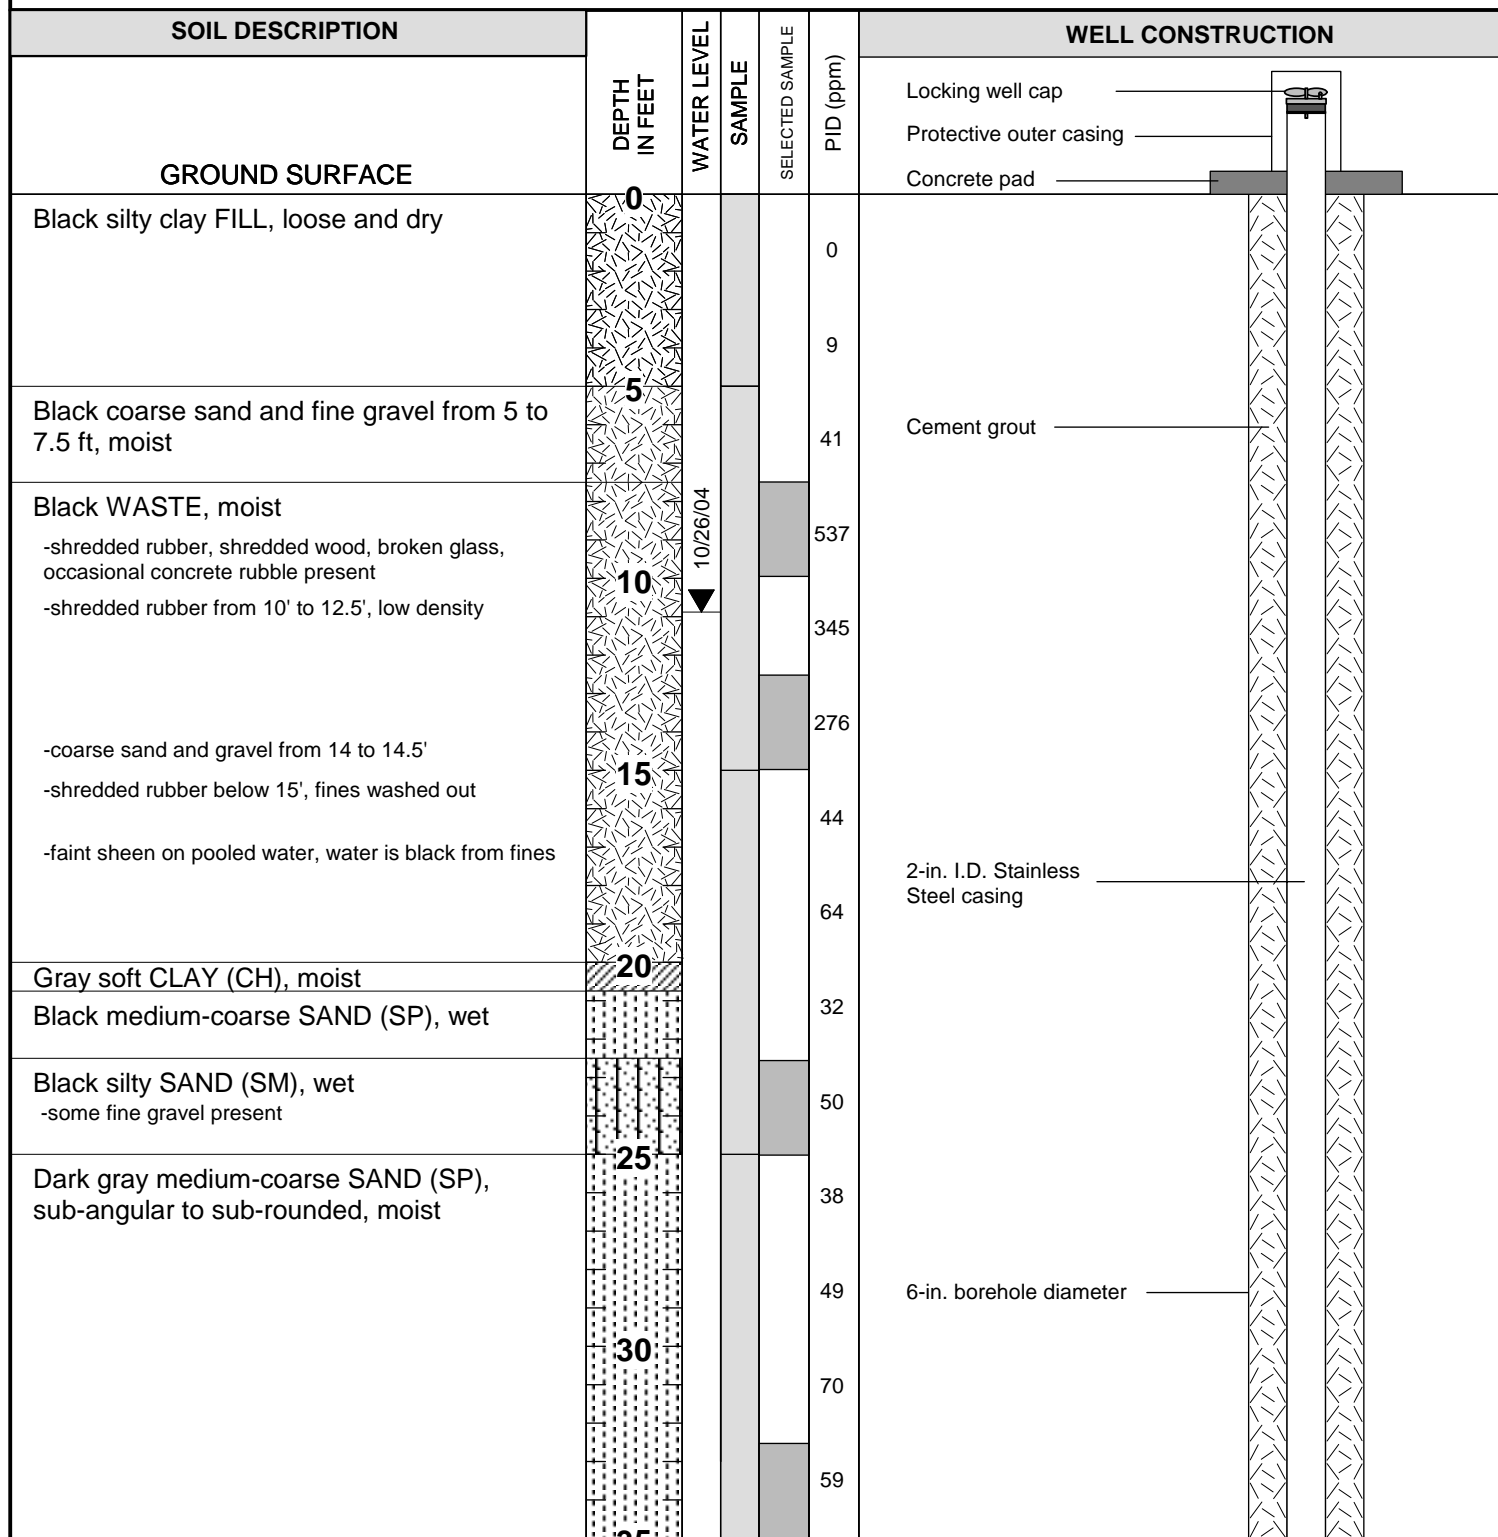 SOIL DESCRIPTION
GROUND SURFACE
DEPTH
IN FEET
WATER LEVEL
SAMPLE
SELECTED SAMPLE
PID (ppm)
WELL CONSTRUCTION
Locking well cap
Protective outer casing
Concrete pad
0
Black silty clay FILL, loose and dry
0
9
5
Black coarse sand and fine gravel from 5 to
7.5 ft, moist
41
Cement grout
Black WASTE, moist
-shredded rubber, shredded wood, broken glass,
occasional concrete rubble present
10/26/04
537
10
-shredded rubber from 10' to 12.5', low density
345
276
-coarse sand and gravel from 14 to 14.5'
15
-shredded rubber below 15', fines washed out
44
-faint sheen on pooled water, water is black from fines
2-in. I.D. Stainless
Steel casing
64
20
Gray soft CLAY (CH), moist
Black medium-coarse SAND (SP), wet
32
Black silty SAND (SM), wet
-some fine gravel present
50
25
Dark gray medium-coarse SAND (SP),
sub-angular to sub-rounded, moist
38
49
6-in. borehole diameter
30
70
59
35